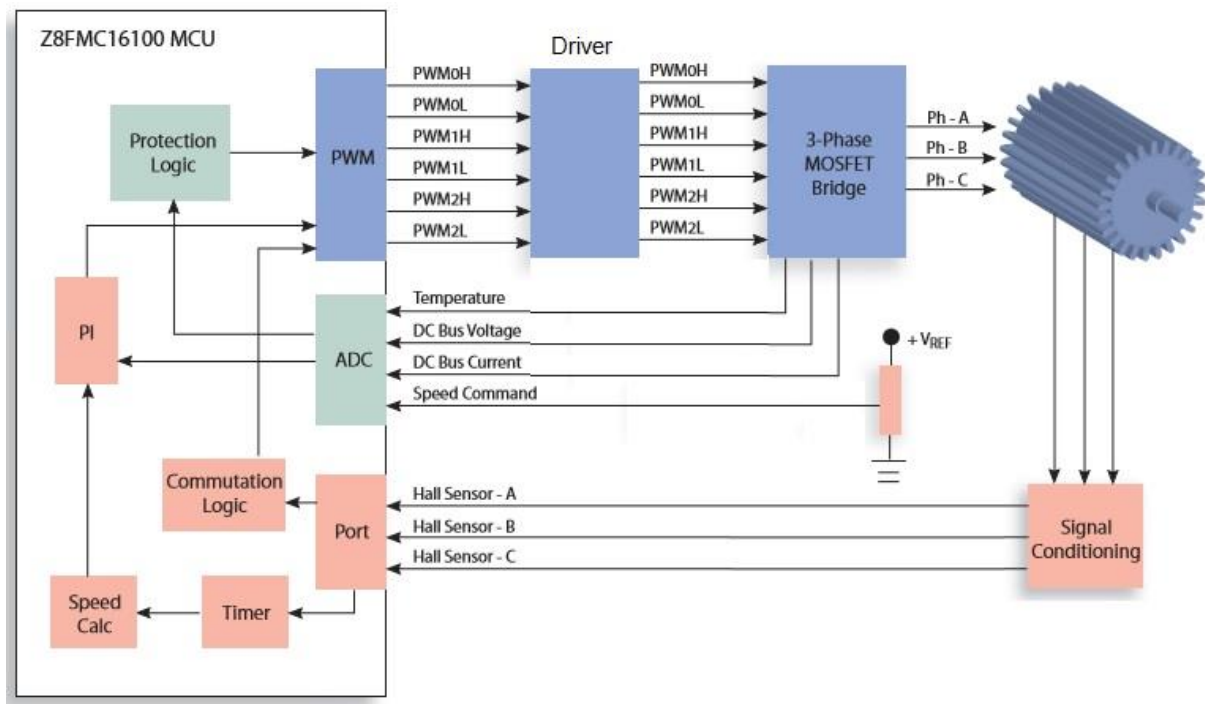 Z8FMC16100 MCU
Driver
PWM0H
PWM0L
PWM1H
PWM1L
PWM2H
PWM2L
PWM0H
PWM0L
PWM1H
PWM1L
PWM2H
PWM2L
Protection
Logic
PWM
3-Phase
MOSFET
Bridge
Ph - A
Ph - B
Ph - C
PI
ADC
Temperature
DC Bus Voltage
DC Bus Current
Speed Command
+ VREF
Commutation
Logic
Port
Hall Sensor - A
Hall Sensor - B
Hall Sensor - C
Signal
Conditioning
Speed
Calc
Timer